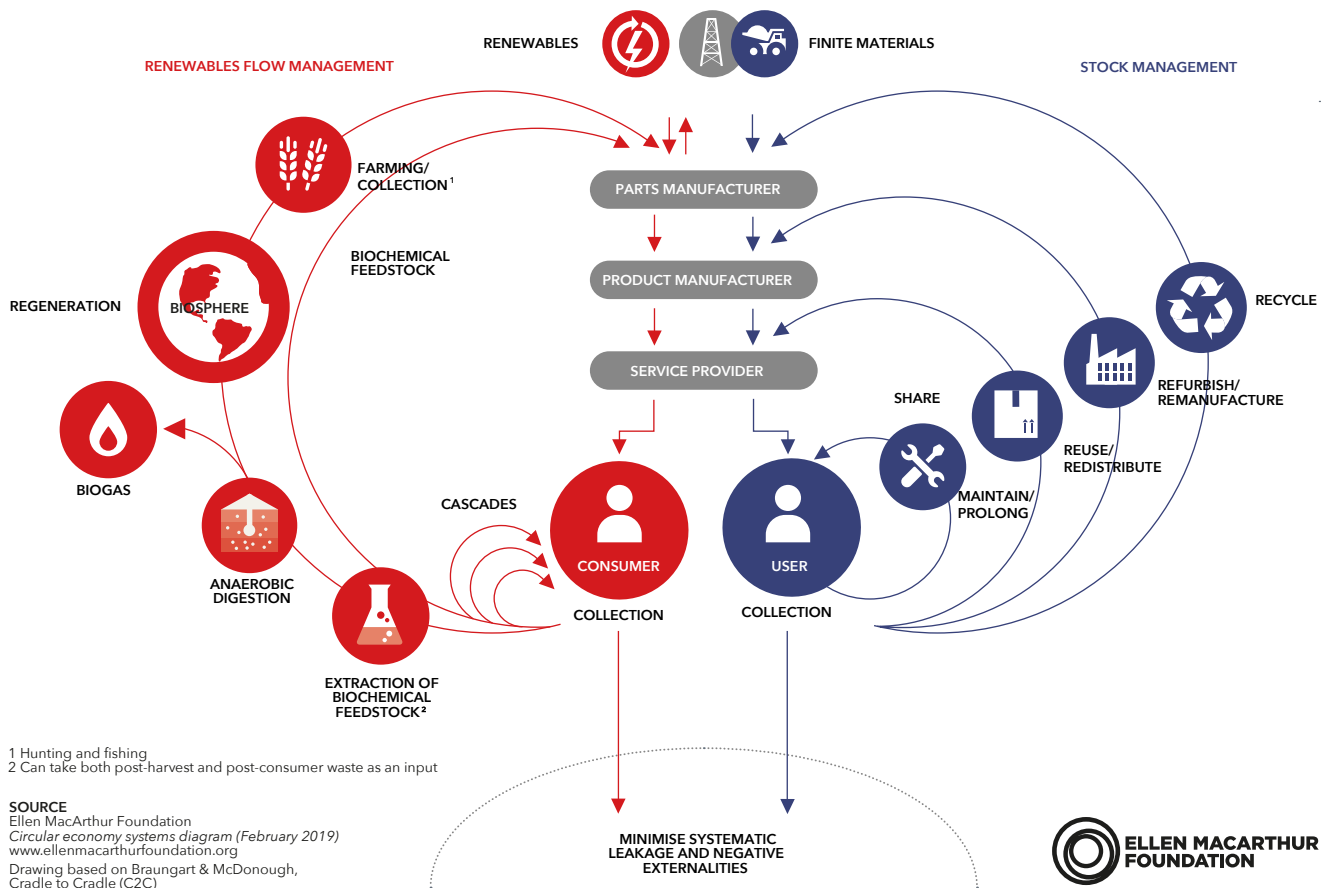 RENEWABLES
FINITE MATERIALS
RENEWABLES FLOW MANAGEMENT
STOCK MANAGEMENT
FARMING/
COLLECTION¹
PARTS MANUFACTURER
BIOCHEMICAL
FEEDSTOCK
PRODUCT MANUFACTURER
REGENERATION
BIOSPHERE
RECYCLE
SERVICE PROVIDER
SHARE
REFURBISH/
REMANUFACTURE
REUSE/
REDISTRIBUTE
BIOGAS
CASCADES
MAINTAIN/
PROLONG
CONSUMER
USER
ANAEROBIC
DIGESTION
COLLECTION
COLLECTION
EXTRACTION OF
BIOCHEMICAL
FEEDSTOCK²
1 Hunting and fishing
2 Can take both post-harvest and post-consumer waste as an input
SOURCE
Ellen MacArthur Foundation
Circular economy systems diagram (February 2019)
www.ellenmacarthurfoundation.org
Drawing based on Braungart & McDonough,
Cradle to Cradle (C2C)
MINIMISE SYSTEMATIC
LEAKAGE AND NEGATIVE
EXTERNALITIES
ELLEN MACARTHUR
FOUNDATION